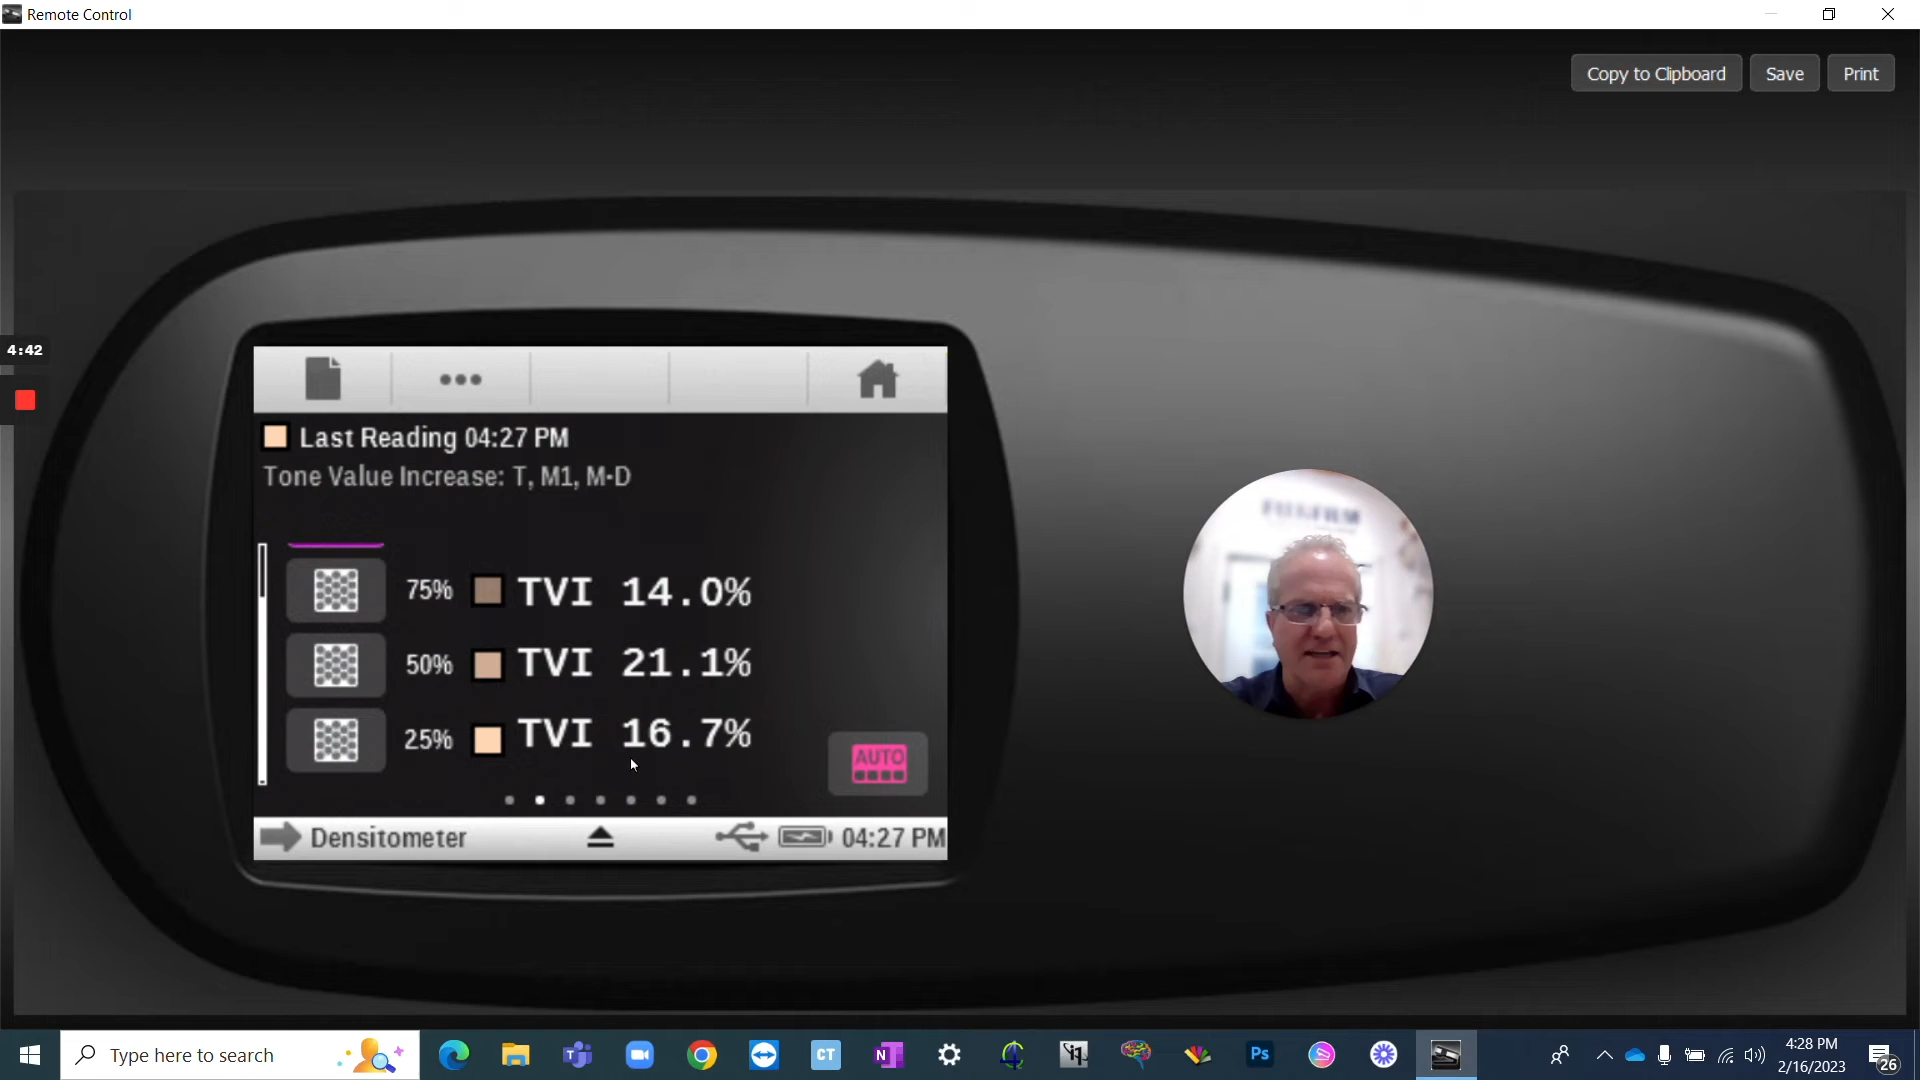 Remote Control
Copy to Clipboard
Save
Print
4:42
Last Reading 04:27 PM
Tone Value Increase: T, M1, M-D
75% TVI 14.0%
50% TVI 21.1%
25% TVI 16.7%
AUTO
Densitometer
04:27 PM
FUJIFILM
Type here to search
CT
N
Ps
4:28 PM
2/16/2023
26